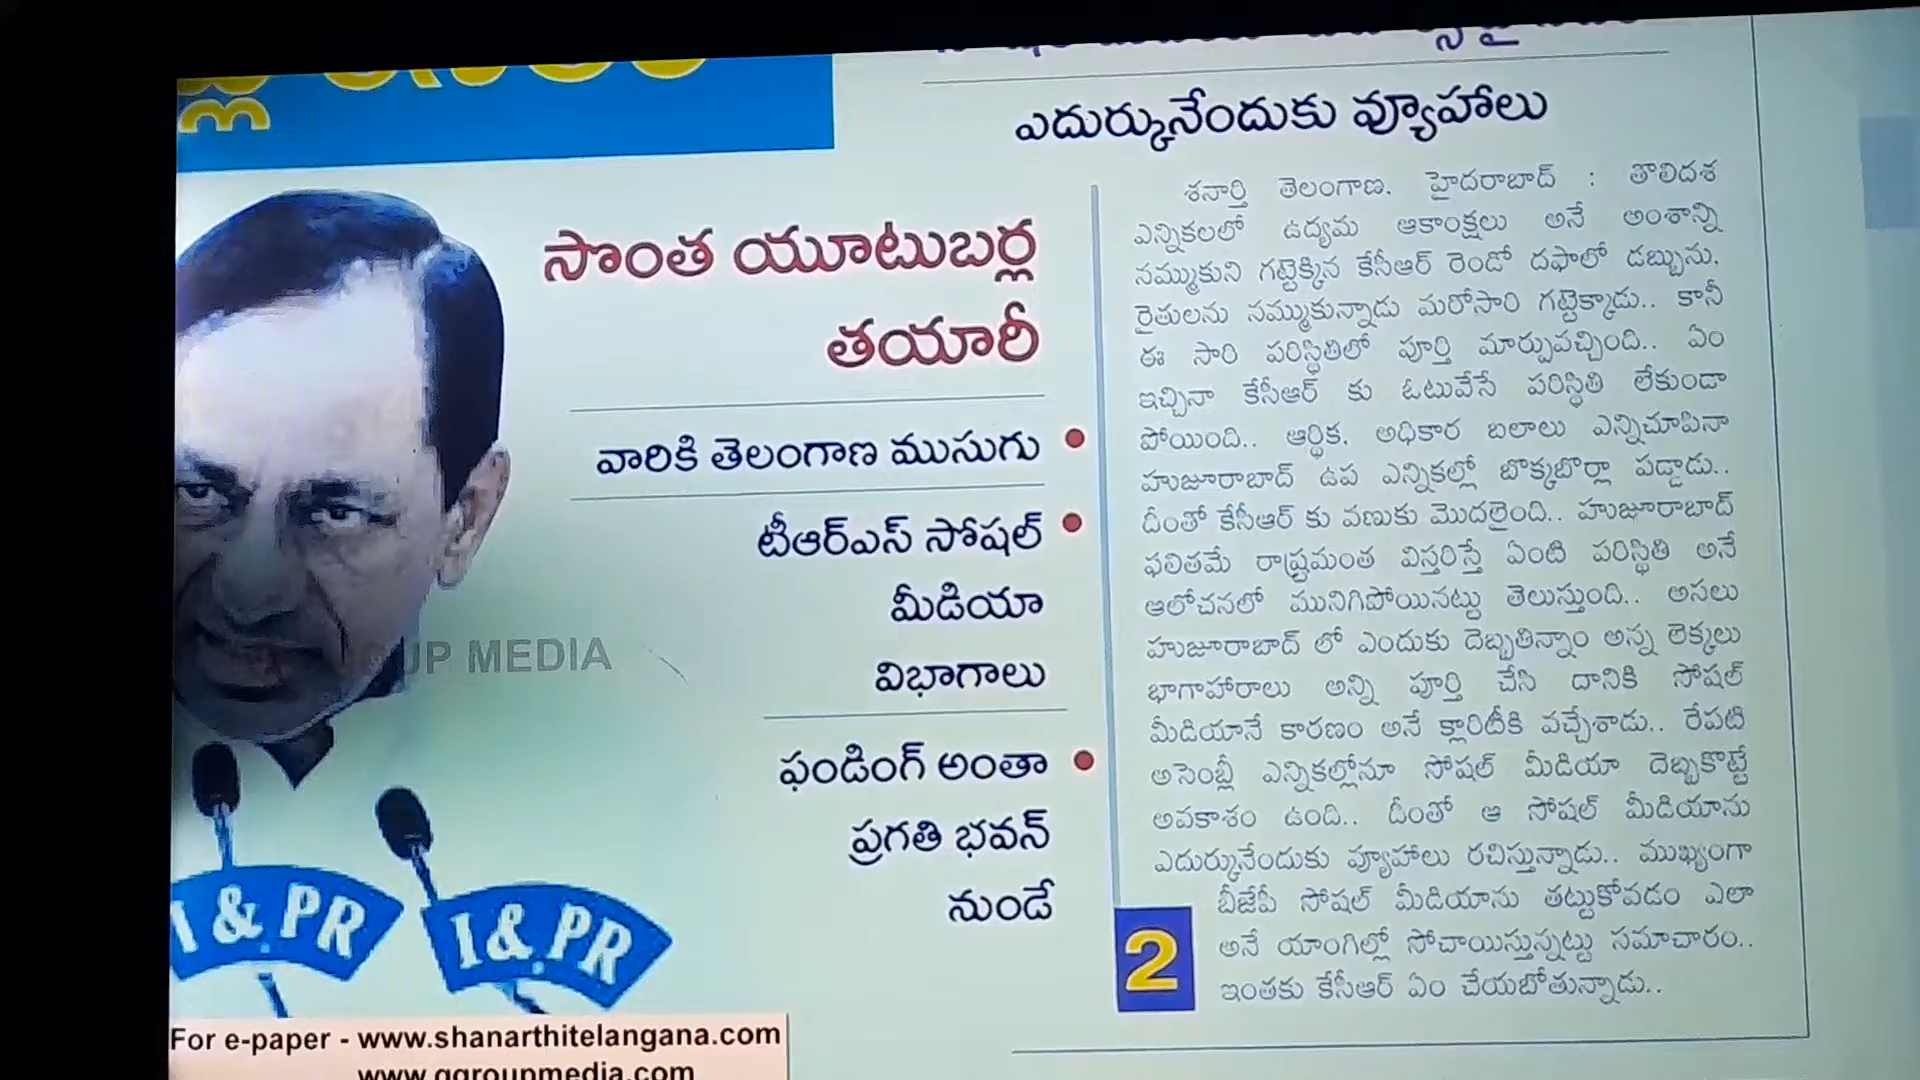 ఎదుర్కునేందుకు వ్యూహాలు
సొంత యూటుబర్ల
తయారీ
వారికి తెలంగాణ ముసుగు
టీఆర్ఎస్ సోషల్
మీడియా
విభాగాలు
ఫండింగ్ అంతా
ప్రగతి భవన్
నుండే
UP MEDIA
I & PR
I & PR
For e-paper - www.shanarthitelangana.com
www.ggroupmedia.com
శనార్తి తెలంగాణ, హైదరాబాద్ : తొలిదశ
ఎన్నికలలో ఉద్యమ ఆకాంక్షలు అనే అంశాన్ని
నమ్ముకుని గట్టెక్కిన కేసీఆర్ రెండో దఫాలో డబ్బును,
రైతులను నమ్ముకున్నాడు మరోసారి గట్టెక్కాడు.. కానీ
ఈ సారి పరిస్థితిలో పూర్తి మార్పువచ్చింది.. ఏం
ఇచ్చినా కేసీఆర్ కు ఓటువేసే పరిస్థితి లేకుండా
పోయింది.. ఆర్థిక, అధికార బలాలు ఎన్నిచూపినా
హుజూరాబాద్ ఉప ఎన్నికల్లో బొక్కబొర్లా పడ్డాడు..
దీంతో కేసీఆర్ కు వణుకు మొదలైంది.. హుజూరాబాద్
ఫలితమే రాష్ట్రమంత విస్తరిస్తే ఏంటి పరిస్థితి అనే
ఆలోచనలో మునిగిపోయినట్టు తెలుస్తుంది.. అసలు
హుజూరాబాద్ లో ఎందుకు దెబ్బతిన్నాం అన్న లెక్కలు
భాగాహారాలు అన్ని పూర్తి చేసి దానికి సోషల్
మీడియానే కారణం అనే క్లారిటీకి వచ్చేశాడు.. రేపటి
అసెంబ్లీ ఎన్నికల్లోనూ సోషల్ మీడియా దెబ్బకొట్టే
అవకాశం ఉంది.. దీంతో ఆ సోషల్ మీడియాను
ఎదుర్కునేందుకు వ్యూహాలు రచిస్తున్నాడు.. ముఖ్యంగా
బీజేపీ సోషల్ మీడియాను తట్టుకోవడం ఎలా
అనే యాంగిల్లో సోచాయిస్తున్నట్టు సమాచారం..
ఇంతకు కేసీఆర్ ఏం చేయబోతున్నాడు..
2